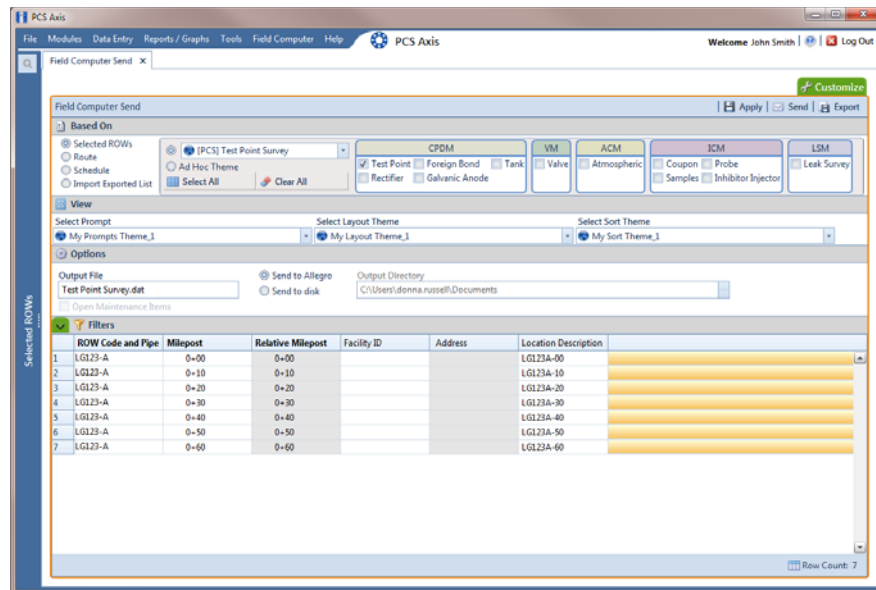 PCS Axis
File Modules Data Entry Reports / Graphs Tools Field Computer Help PCS Axis Welcome John Smith | | Log Out
Field Computer Send X
Customize
Field Computer Send | Apply | Send | Export
Based On
Selected ROWs
Route
Schedule
Import Exported List
[PCS] Test Point Survey
Ad Hoc Theme
Select All Clear All
CPDM
Test Point Foreign Bond Tank
Rectifier Galvanic Anode
VM
Valve
ACM
Atmospheric
ICM
Coupon Probe
Samples Inhibitor Injector
LSM
Leak Survey
View
Select Prompt Select Layout Theme Select Sort Theme
My Prompts Theme_1 My Layout Theme_1 My Sort Theme_1
Options
Output File Send to Allegro Output Directory
Test Point Survey.dat Send to disk C:\Users\donna.russell\Documents
Open Maintenance Items
Filters
ROW Code and Pipe Milepost Relative Milepost Facility ID Address Location Description
1 LG123-A 0+00 0+00 LG123A-00
2 LG123-A 0+10 0+10 LG123A-10
3 LG123-A 0+20 0+20 LG123A-20
4 LG123-A 0+30 0+30 LG123A-30
5 LG123-A 0+40 0+40 LG123A-40
6 LG123-A 0+50 0+50 LG123A-50
7 LG123-A 0+60 0+60 LG123A-60
Selected ROWs
Row Count: 7